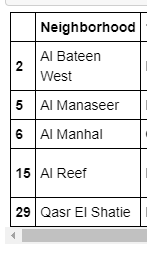 Neighborhood
2 Al Bateen
West
5 Al Manaseer
6 Al Manhal
15 Al Reef
29 Qasr El Shatie